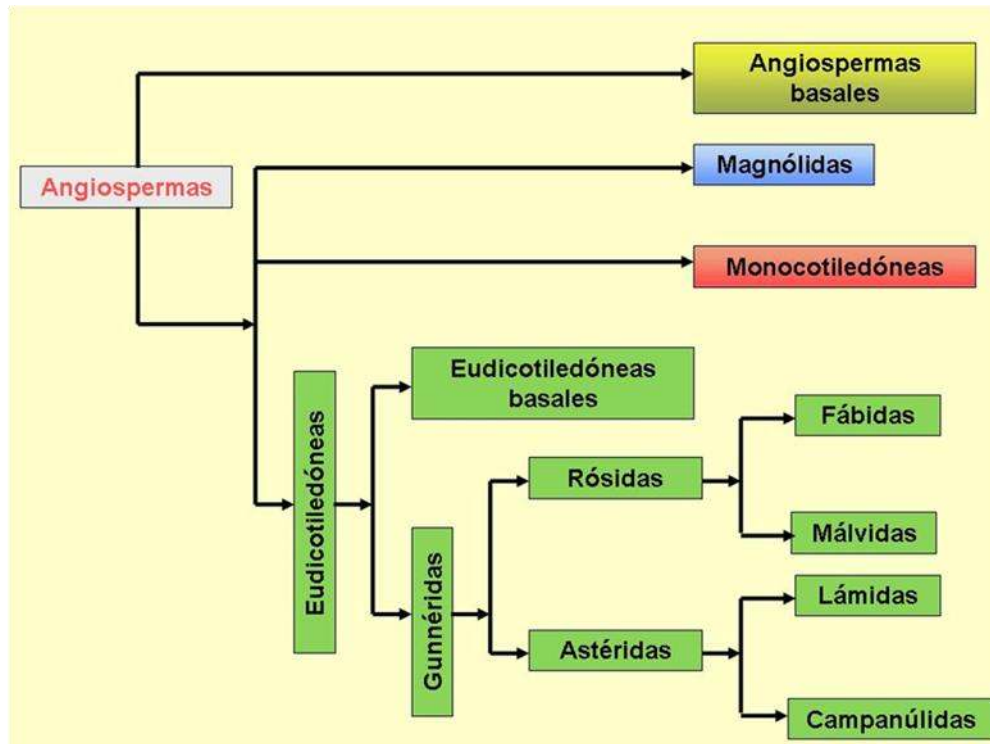 Angiospermas
basales
Angiospermas
Magnólidas
Monocotiledóneas
Eudicotiledóneas
Eudicotiledóneas
basales
Gunnéridas
Rósidas
Fábidas
Málvidas
Astéridas
Lámidas
Campanúlidas